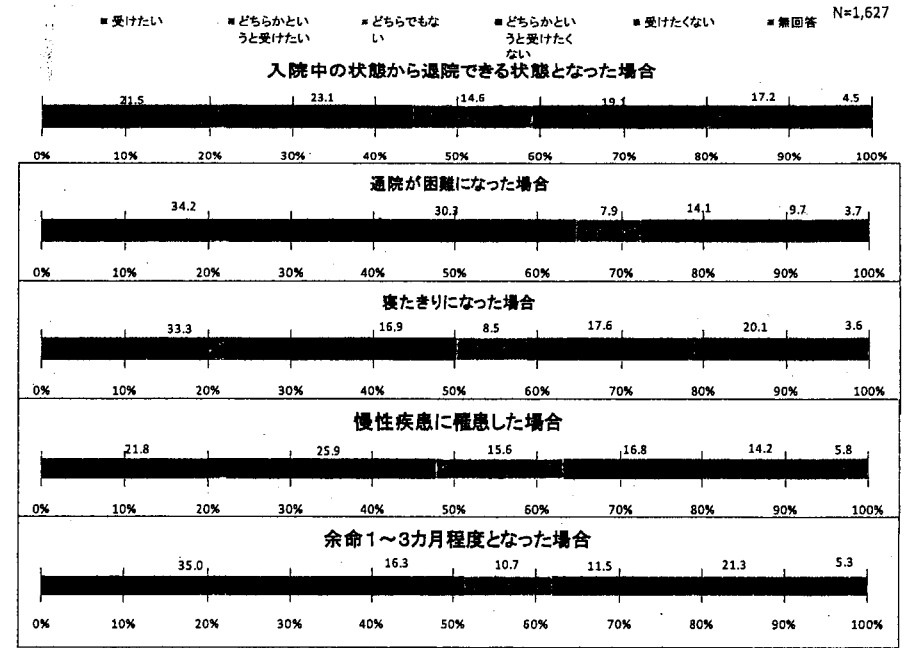 N=1,627
■ 受けたい ■ どちらかとい ■ どちらでもな ■ どちらかとい ■ 受けたくない ■ 無回答
うと受けたい い うと受けたく
ない
入院中の状態から退院できる状態となった場合
21.5 23.1 14.6 19.1 17.2 4.5
0% 10% 20% 30% 40% 50% 60% 70% 80% 90% 100%
通院が困難になった場合
34.2 30.3 7.9 14.1 9.7 3.7
0% 10% 20% 30% 40% 50% 60% 70% 80% 90% 100%
寝たきりになった場合
33.3 16.9 8.5 17.6 20.1 3.6
0% 10% 20% 30% 40% 50% 60% 70% 80% 90% 100%
慢性疾患に罹患した場合
21.8 25.9 15.6 16.8 14.2 5.8
0% 10% 20% 30% 40% 50% 60% 70% 80% 90% 100%
余命1～3カ月程度となった場合
35.0 16.3 10.7 11.5 21.3 5.3
0% 10% 20% 30% 40% 50% 60% 70% 80% 90% 100%